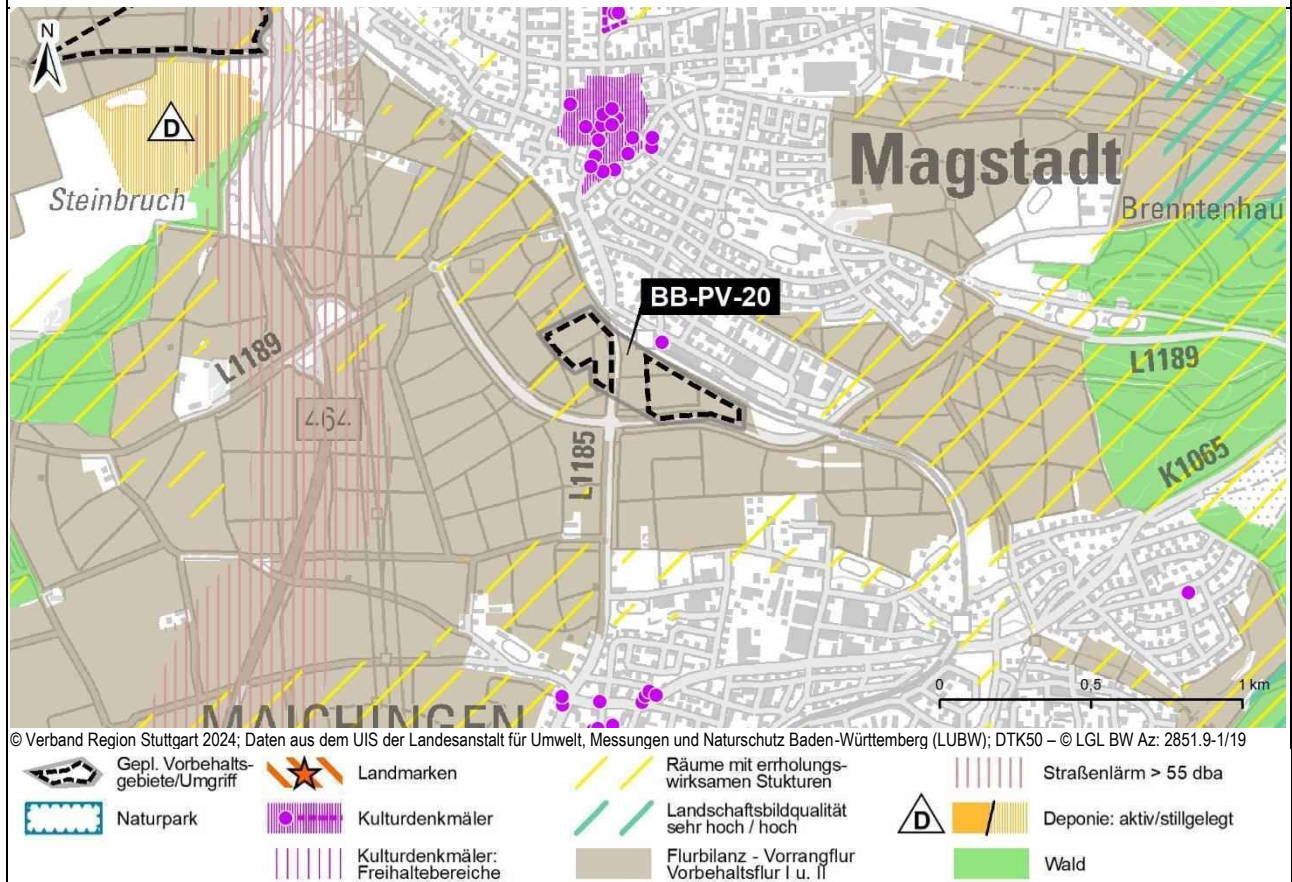 N
D
Steinbruch
Magstadt
Brenntenhau
BB-PV-20
L1189
L1189
464
L1185
K1065
MAICHINGEN
0 0,5 1 km
© Verband Region Stuttgart 2024; Daten aus dem UIS der Landesanstalt für Umwelt, Messungen und Naturschutz Baden-Württemberg (LUBW); DTK50 – © LGL BW Az: 2851.9-1/19
Gepl. Vorbehalts-
gebiete/Umgriff
Naturpark
Landmarken
Kulturdenkmäler
Kulturdenkmäler:
Freihaltebereiche
Räume mit errholungs-
wirksamen Stukturen
Landschaftsbildqualität
sehr hoch / hoch
Flurbilanz - Vorrangflur
Vorbehaltsflur I u. II
Straßenlärm > 55 dba
D
Deponie: aktiv/stillgelegt
Wald